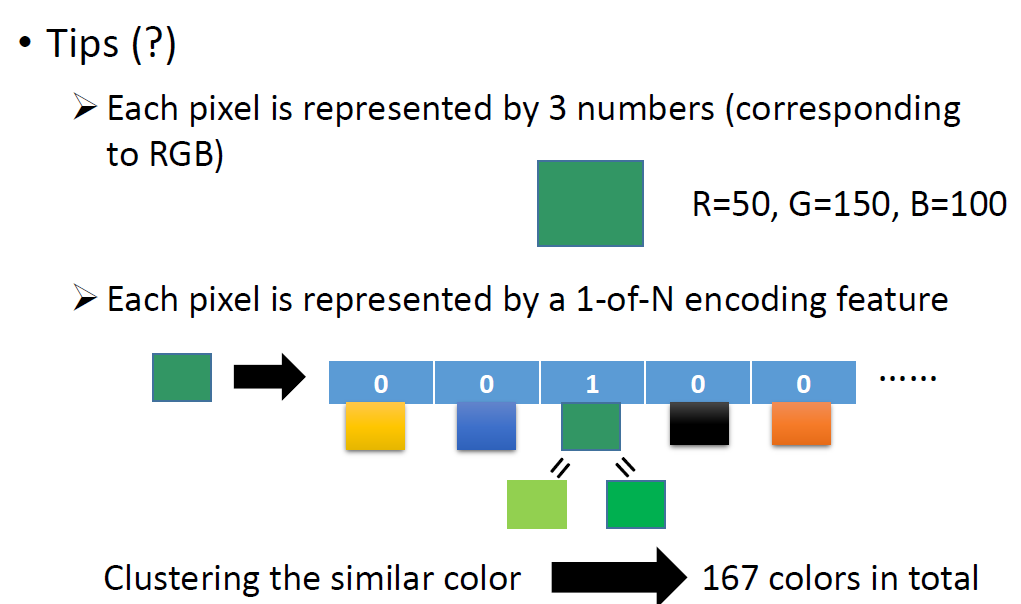 • Tips (?)
➢ Each pixel is represented by 3 numbers (corresponding
to RGB)
R=50, G=150, B=100
➢ Each pixel is represented by a 1-of-N encoding feature
0 0 1 0 0 ······
Clustering the similar color 167 colors in total